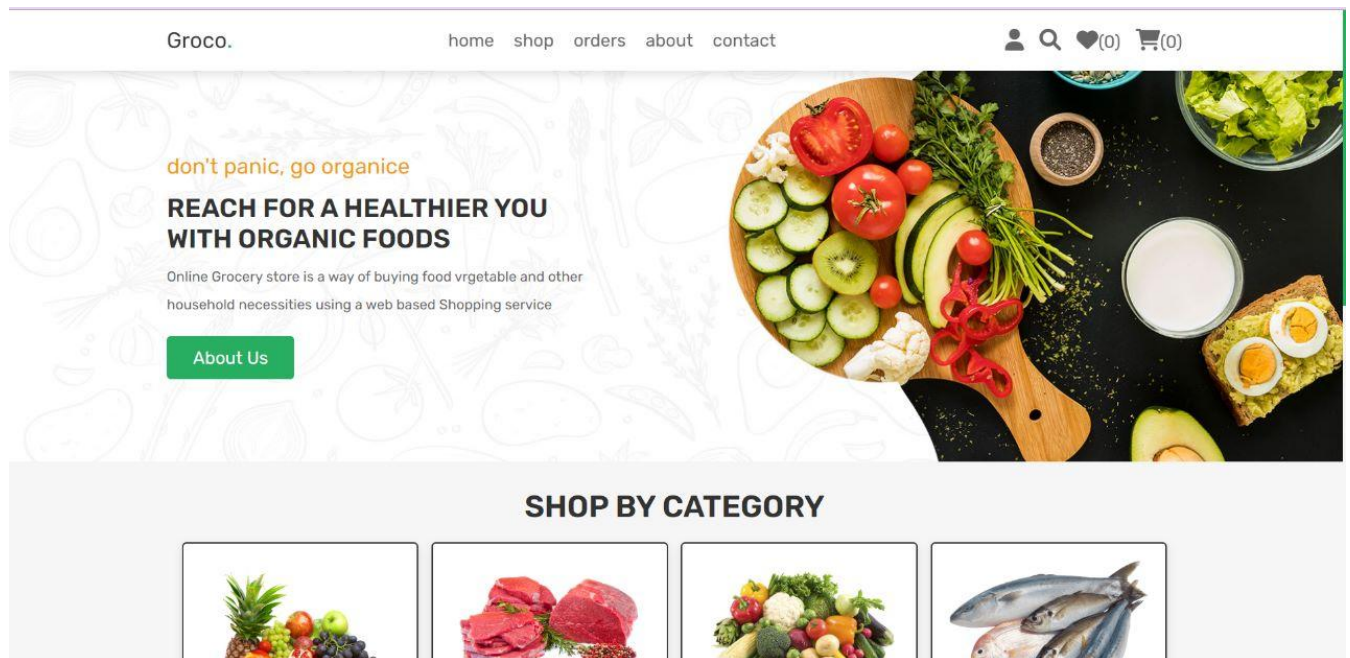 Groco.
home shop orders about contact
(0) (0)
don't panic, go organice
REACH FOR A HEALTHIER YOU
WITH ORGANIC FOODS
Online Grocery store is a way of buying food vrgetable and other
household necessities using a web based Shopping service
About Us
SHOP BY CATEGORY